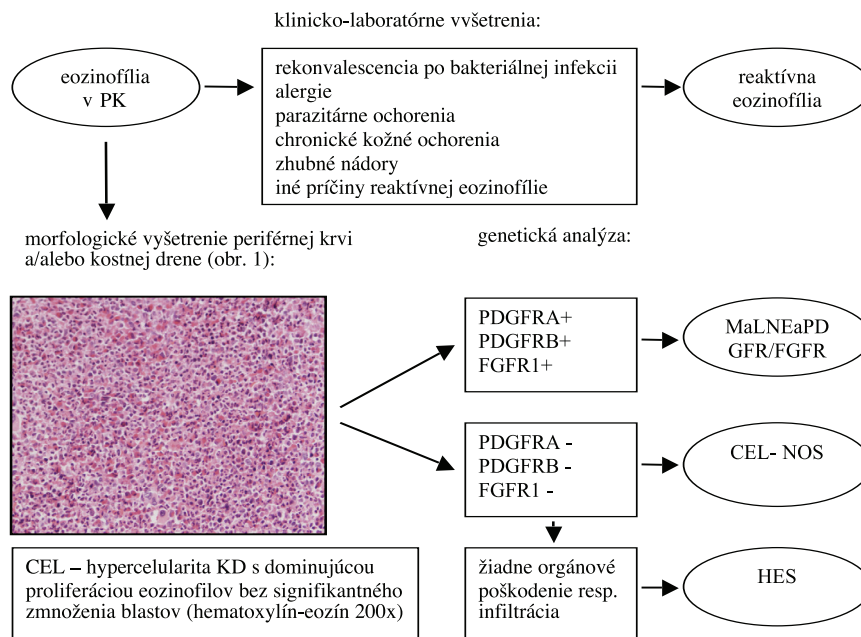 klinicko-laboratórne vvšetrenia:
eozinofília
v PK
rekonvalescencia po bakteriálnej infekcii
alergie
parazitárne ochorenia
chronické kožné ochorenia
zhubné nádory
iné príčiny reaktívnej eozinofílie
reaktívna
eozinofília
morfologické vyšetrenie periférnej krvi
a/alebo kostnej drene (obr. 1):
genetická analýza:
PDGFRA+
PDGFRB+
FGFR1+
MaLNEaPD
GFR/FGFR
PDGFRA -
PDGFRB -
FGFR1 -
CEL- NOS
CEL – hypercelularita KD s dominujúcou
proliferáciou eozinofilov bez signifikantného
zmnoženia blastov (hematoxylín-eozín 200x)
žiadne orgánové
poškodenie resp.
infiltrácia
HES